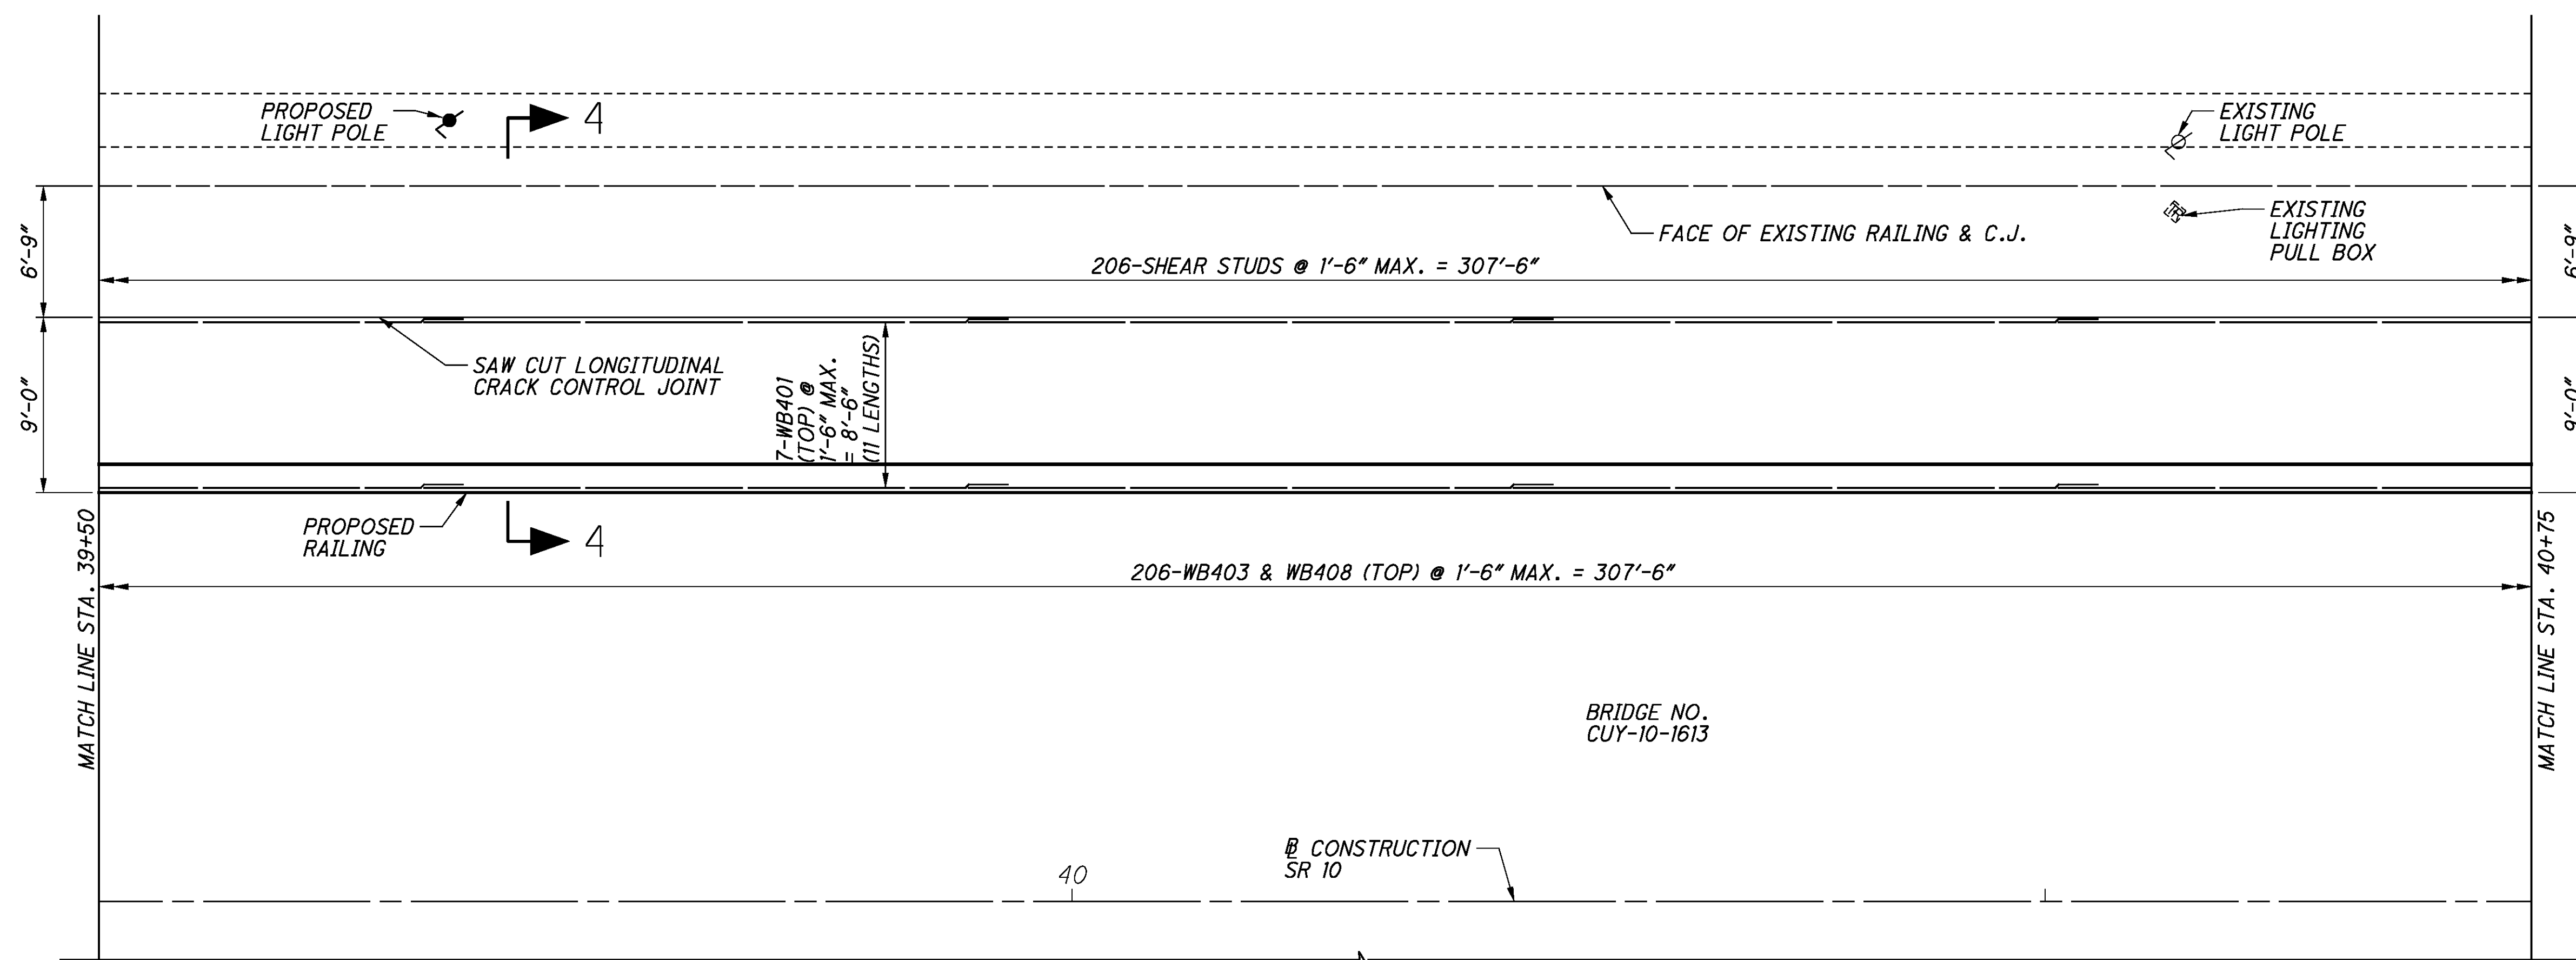 PROPOSED
LIGHT POLE
4
EXISTING
LIGHT POLE
6'-9"
FACE OF EXISTING RAILING & C.J.
EXISTING
LIGHTING
PULL BOX
6'-9"
206-SHEAR STUDS @ 1'-6" MAX. = 307'-6"
9'-0"
SAW CUT LONGITUDINAL
CRACK CONTROL JOINT
7-WB401
(TOP) @
1'-6" MAX.
= 8'-6"
(11 LENGTHS)
9'-0"
PROPOSED
RAILING
4
206-WB403 & WB408 (TOP) @ 1'-6" MAX. = 307'-6"
MATCH LINE STA. 39+50
MATCH LINE STA. 40+75
BRIDGE NO.
CUY-10-1613
BL CONSTRUCTION
SR 10
40